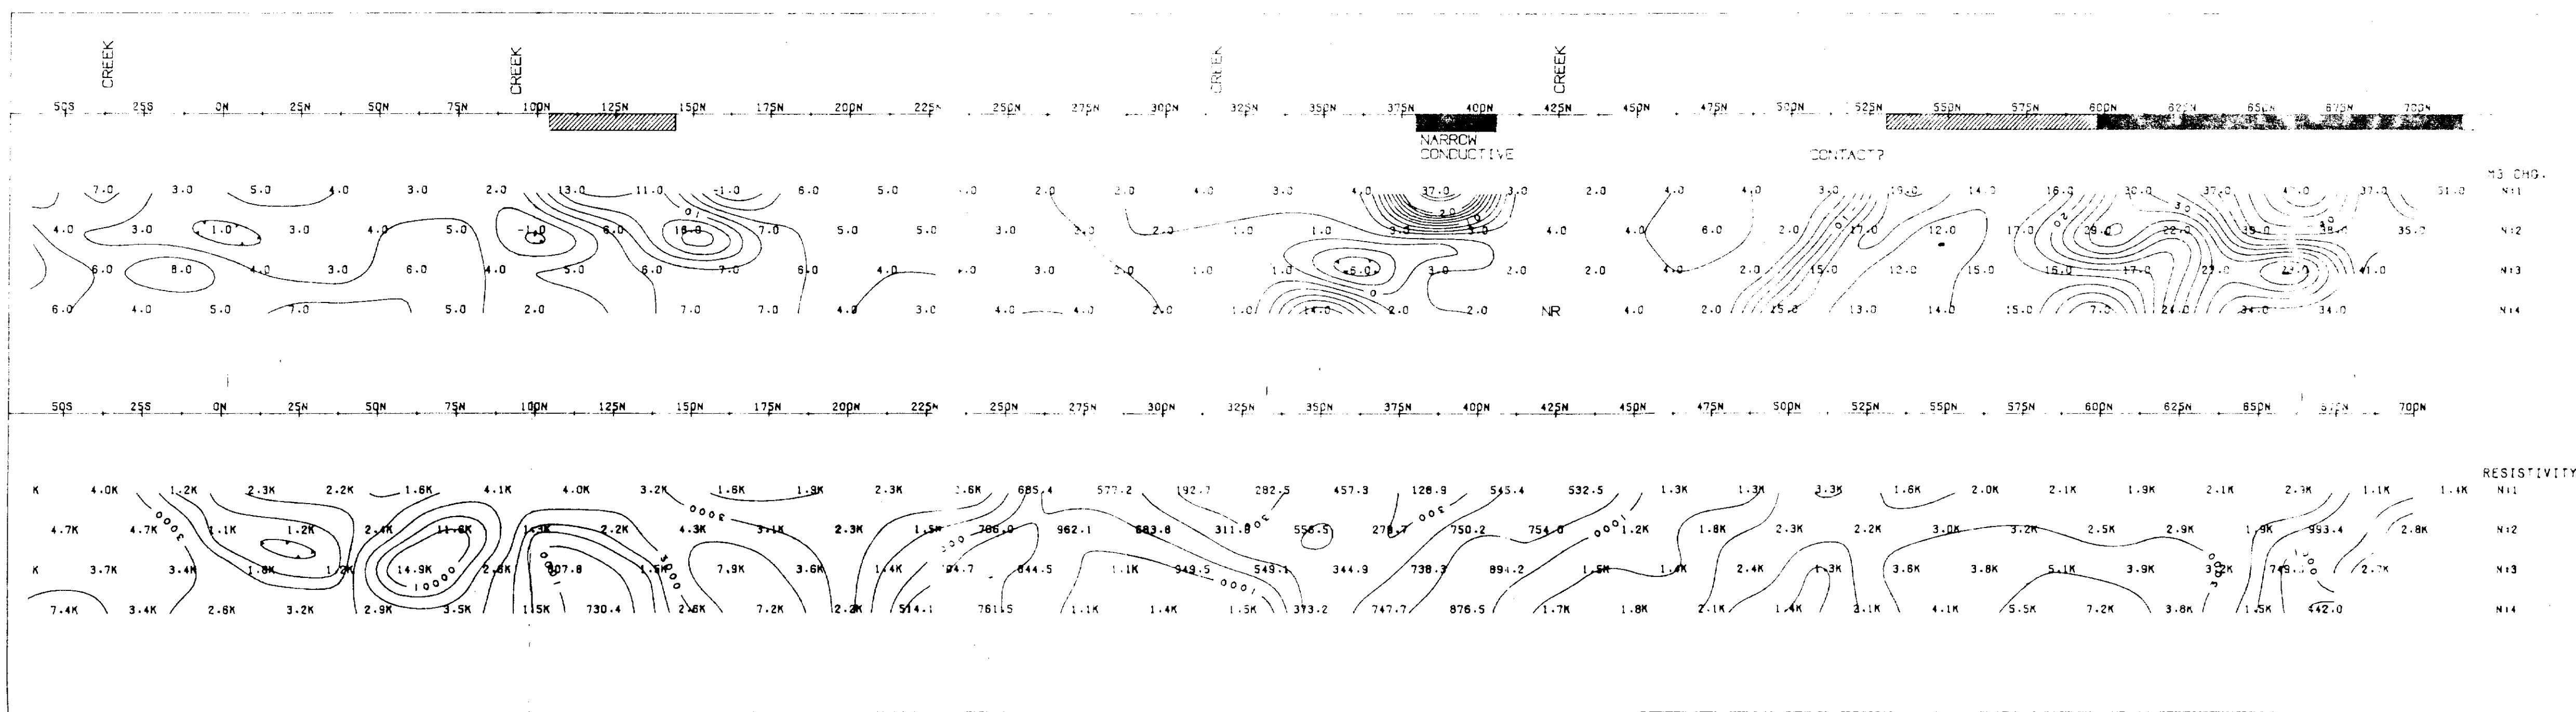 CREEK CREEK CREEK CREEK
50S 25S 0N 25N 50N 75N 100N 125N 150N 175N 200N 225N 250N 275N 300N 325N 350N 375N 400N 425N 450N 475N 500N 525N 550N 575N 600N 625N 650N 675N 700N
NARROW
CONDUCTIVE
CONTACT?
M3 CHG.
7.0 3.0 5.0 4.0 3.0 2.0 13.0 11.0 -1.0 6.0 5.0 2.0 2.0 4.0 3.0 4.0 37.0 3.0 2.0 4.0 4.0 3.0 19.0 14.0 16.0 30.0 37.0 37.0 51.0 N:1
4.0 3.0 1.0 3.0 4.0 5.0 -1.0 6.0 7.0 5.0 5.0 3.0 2.0 2.0 1.0 1.0 3.0 3.0 4.0 4.0 6.0 2.0 17.0 12.0 17.0 29.0 22.0 39.0 38.0 35.0 N:2
6.0 8.0 4.0 3.0 6.0 4.0 5.0 6.0 7.0 6.0 4.0 3.0 2.0 1.0 1.0 -6.0 3.0 2.0 2.0 4.0 2.0 15.0 12.0 15.0 16.0 17.0 41.0 N:3
6.0 4.0 5.0 7.0 5.0 2.0 7.0 7.0 4.0 3.0 4.0 4.0 2.0 1.0 14.0 2.0 2.0 NR 4.0 2.0 15.0 13.0 14.0 15.0 7.0 24.0 34.0 34.0 N:4
50S 25S 0N 25N 50N 75N 100N 125N 150N 175N 200N 225N 250N 275N 300N 325N 350N 375N 400N 425N 450N 475N 500N 525N 550N 575N 600N 625N 650N 675N 700N
RESISTIVITY
K 4.0K 1.2K 2.3K 2.2K 1.6K 4.1K 4.0K 3.2K 1.6K 1.9K 2.3K 685.4 577.2 192.7 282.5 457.3 128.9 545.4 532.5 1.3K 1.3K 3.3K 1.6K 2.0K 2.1K 1.9K 2.1K 1.1K 1.4K N:1
4.7K 4.7K 1.1K 1.2K 2.4K 11.6K 1.3K 2.2K 4.3K 3.1K 2.3K 1.5K 786.0 962.1 683.8 311.8 556.5 278.7 750.2 754.0 1.2K 1.8K 2.3K 2.2K 3.0K 3.2K 2.5K 2.9K 1.9K 993.4 2.8K N:2
K 3.7K 3.4K 1.8K 1.2K 14.9K 2.8K 807.8 1.5K 7.9K 3.6K 1.4K 844.5 1.1K 949.5 549.1 344.9 738.3 894.2 1.5K 1.4K 2.4K 1.3K 3.6K 3.8K 5.1K 3.9K 3.2K N:3
7.4K 3.4K 2.6K 3.2K 2.9K 3.5K 1.5K 730.4 2.6K 7.2K 2.2K 514.1 761.5 1.1K 1.4K 1.5K 373.2 747.7 876.5 1.7K 1.8K 2.1K 1.4K 3.1K 4.1K 5.5K 7.2K 3.8K 1.5K 442.0 N:4